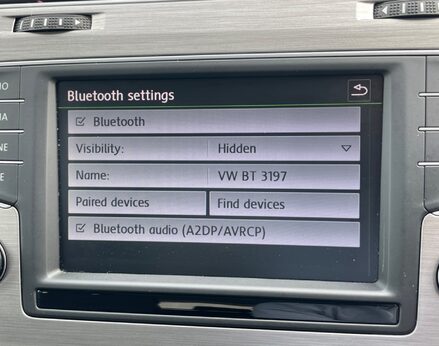 Bluetooth settings
Bluetooth
Visibility: Hidden
Name: VW BT 3197
Paired devices Find devices
Bluetooth audio (A2DP/AVRCP)